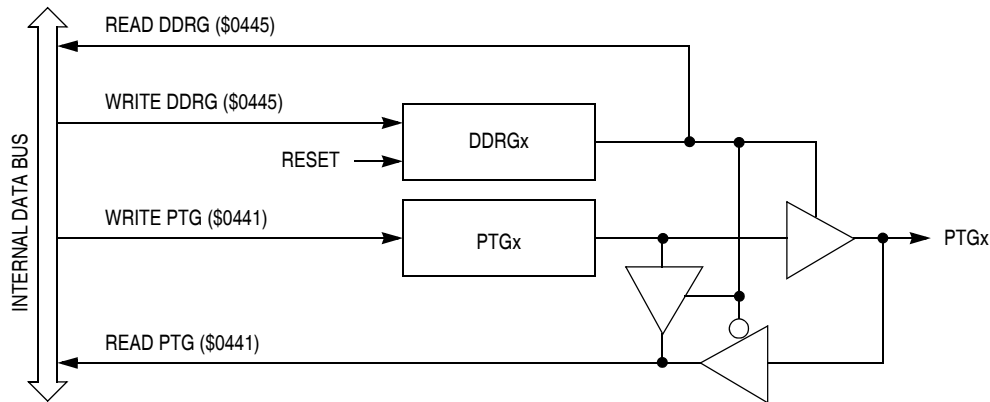 READ DDRG ($0445)
WRITE DDRG ($0445)
DDRGx
RESET
INTERNAL DATA BUS
WRITE PTG ($0441)
PTGx
PTGx
READ PTG ($0441)